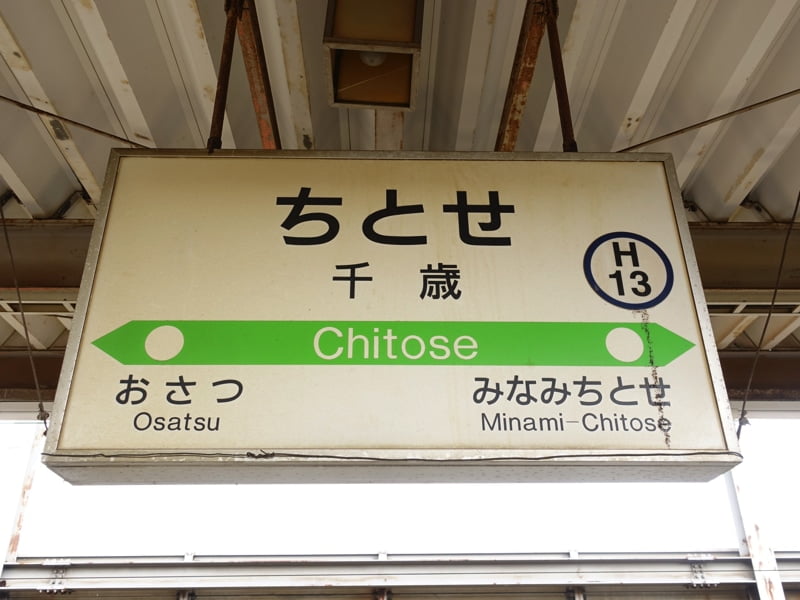 ちとせ
千歳
H
13
Chitose
おさつ
みなみちとせ
Osatsu
Minami-Chitose